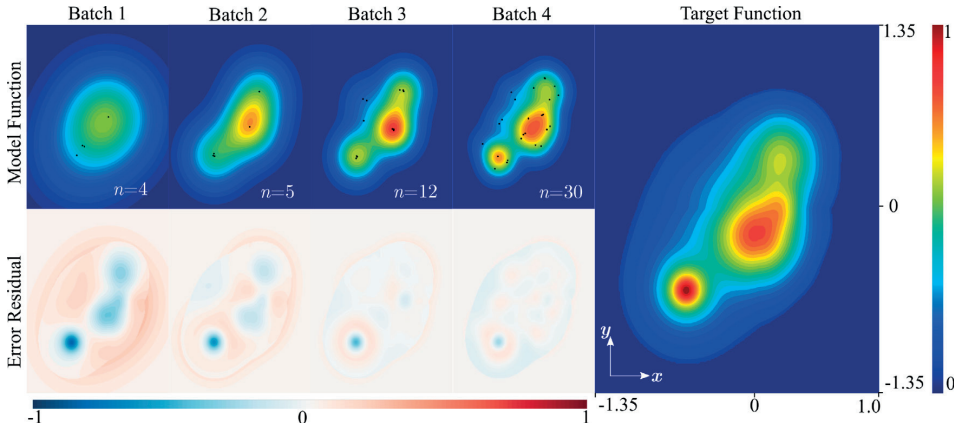 Batch 1 Batch 2 Batch 3 Batch 4 Target Function
Model Function
n=4 n=5 n=12 n=30
Error Residual
-1 0 1
y
x
1.35
0
-1.35
-1.35 0 1.0
1
0